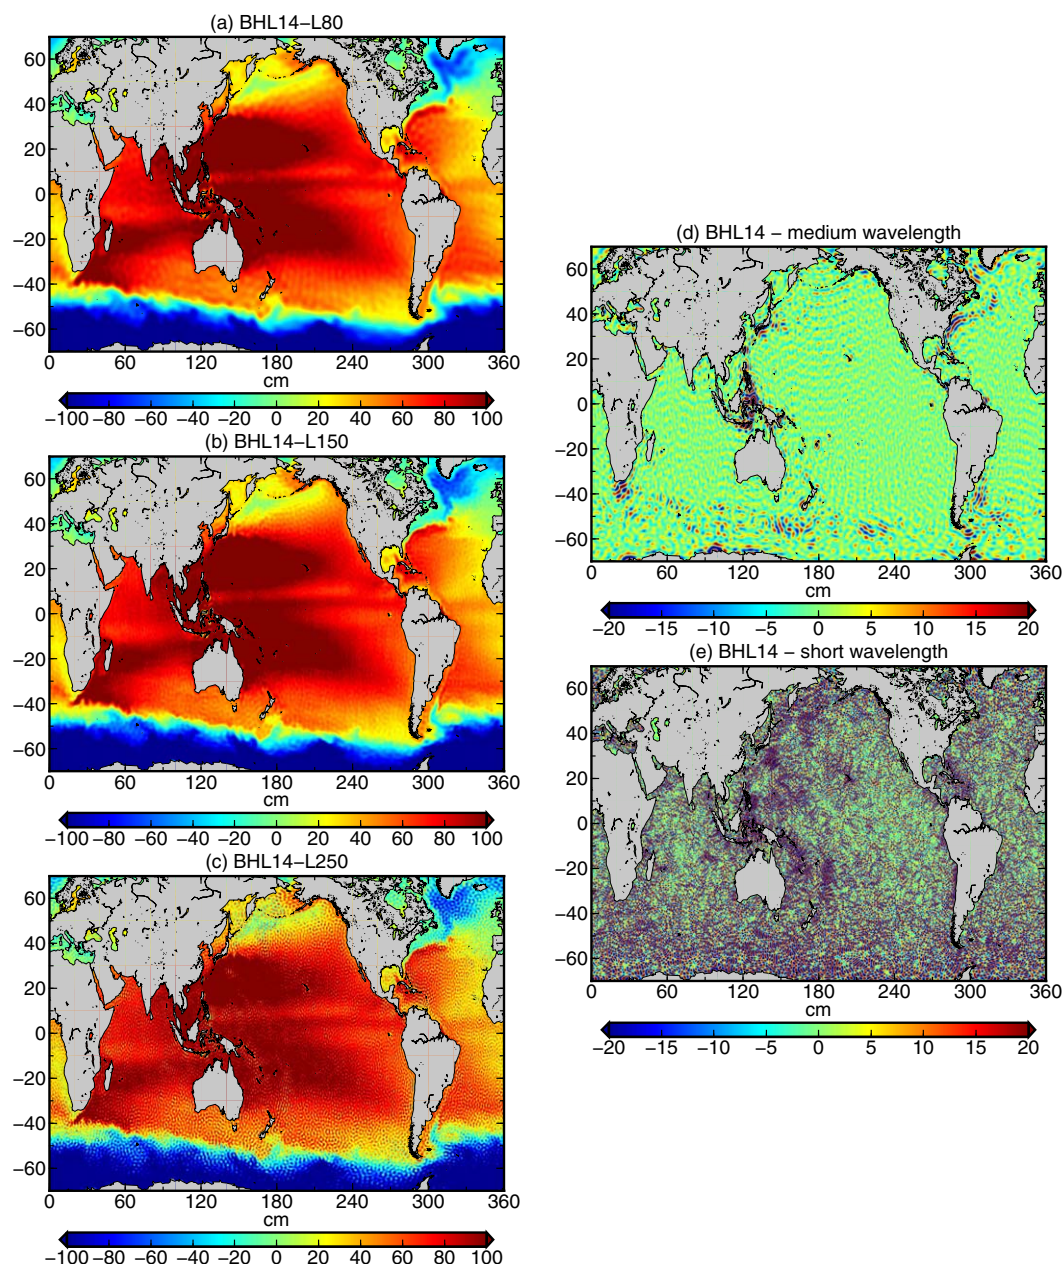 (a) BHL14−L80
60
40
20
0
−20
−40
−60
0 60 120 180 240 300 360
cm
−100 −80 −60 −40 −20 0 20 40 60 80 100
(b) BHL14−L150
60
40
20
0
−20
−40
−60
0 60 120 180 240 300 360
cm
−100 −80 −60 −40 −20 0 20 40 60 80 100
(c) BHL14−L250
60
40
20
0
−20
−40
−60
0 60 120 180 240 300 360
cm
−100 −80 −60 −40 −20 0 20 40 60 80 100
(d) BHL14 − medium wavelength
60
40
20
0
−20
−40
−60
0 60 120 180 240 300 360
cm
−20 −15 −10 −5 0 5 10 15 20
(e) BHL14 − short wavelength
60
40
20
0
−20
−40
−60
0 60 120 180 240 300 360
cm
−20 −15 −10 −5 0 5 10 15 20